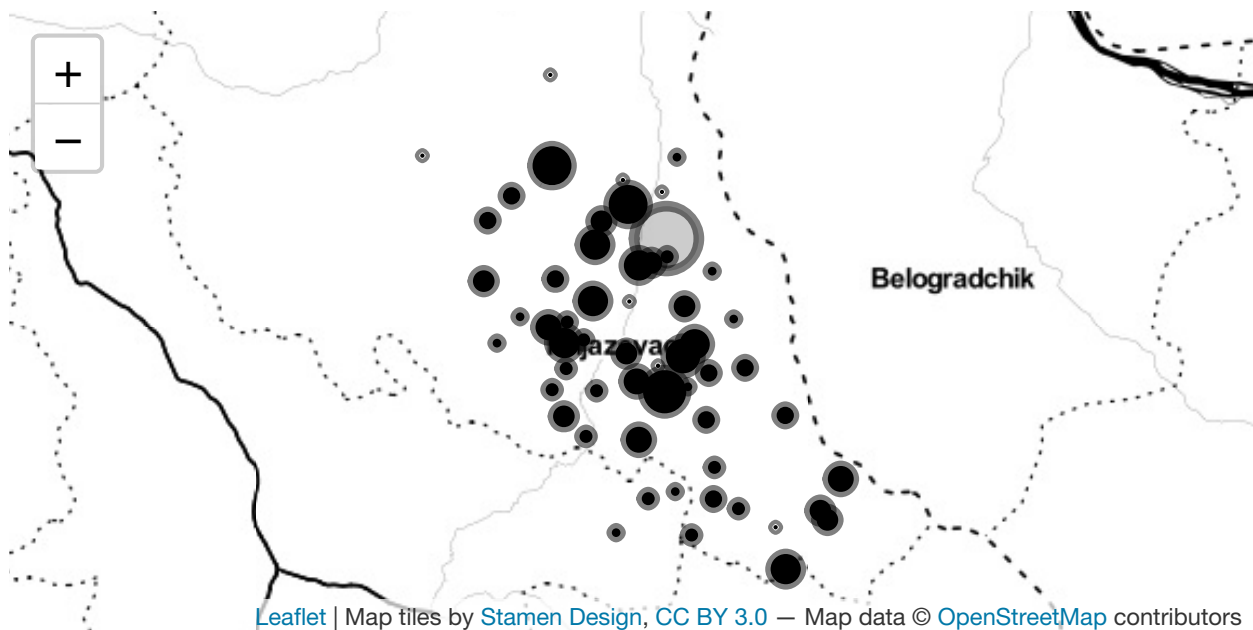 +
−
Belogradchik
Leaflet | Map tiles by Stamen Design, CC BY 3.0 — Map data © OpenStreetMap contributors